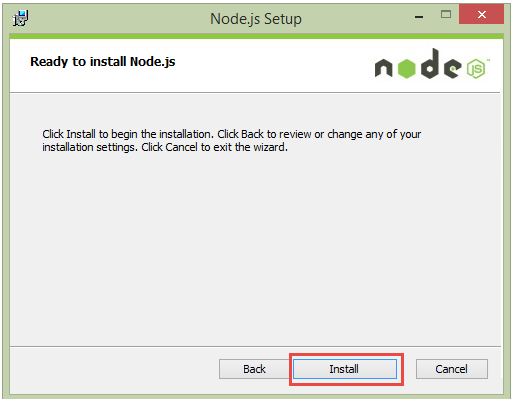 Node.js Setup
Ready to install Node.js
node JS™
Click Install to begin the installation. Click Back to review or change any of your
installation settings. Click Cancel to exit the wizard.
Back Install Cancel